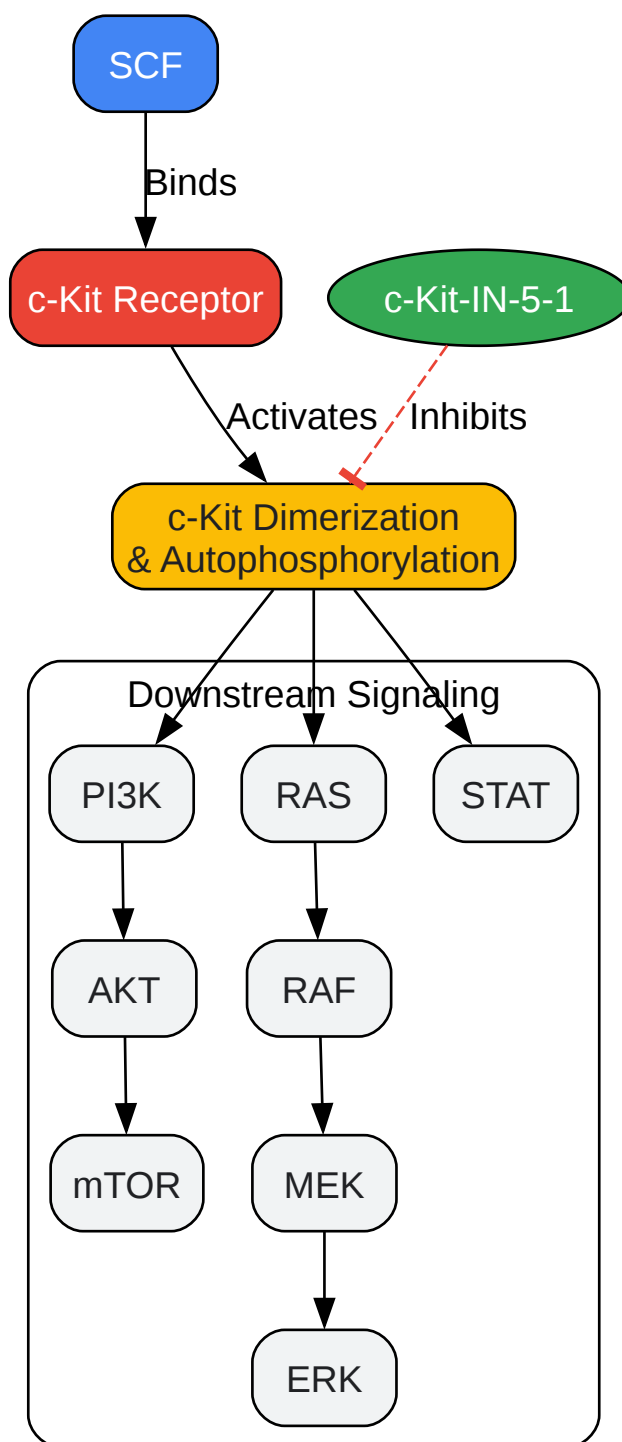 SCF
Binds
c-Kit Receptor
c-Kit-IN-5-1
Activates
Inhibits
c-Kit Dimerization
& Autophosphorylation
Downstream Signaling
PI3K
RAS
STAT
AKT
RAF
mTOR
MEK
ERK